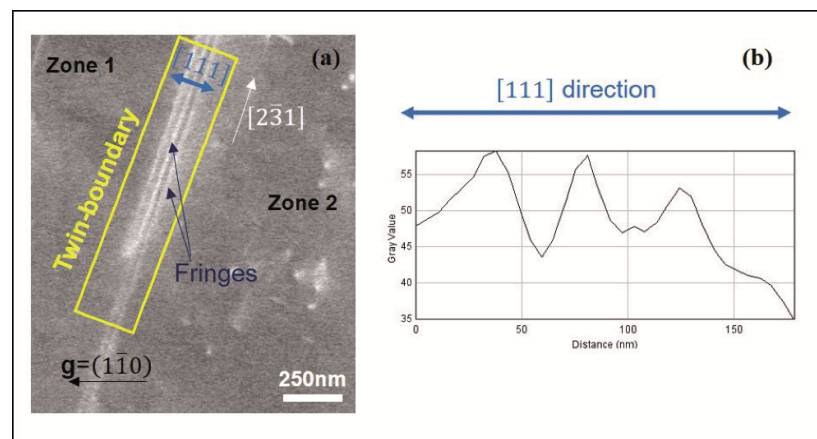 Zone 1
(a)
[111]
[23̅1]
Twin-boundary
Zone 2
Fringes
g=(11̅0)
250nm
(b)
[111] direction
Gray Value
55
50
45
40
35
0
50
100
150
Distance (nm)